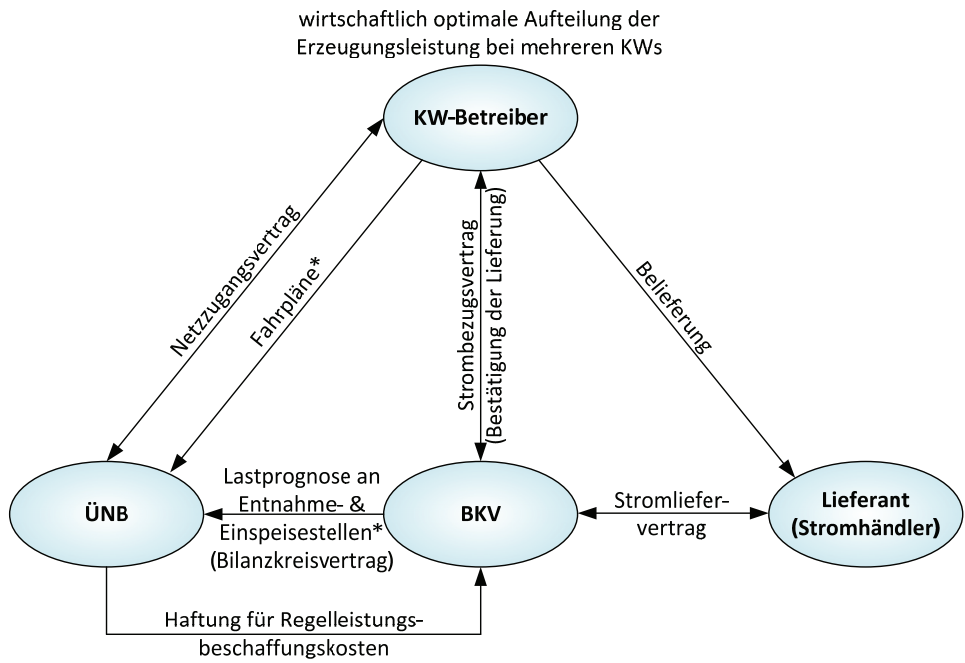 wirtschaftlich optimale Aufteilung der
Erzeugungsleistung bei mehreren KWs
KW-Betreiber
Netzzugangsvertrag
Fahrpläne*
Strombezugsvertrag
(Bestätigung der Lieferung)
Belieferung
ÜNB
Lastprognose an
Entnahme- &
Einspeisestellen*
(Bilanzkreisvertrag)
BKV
Stromliefer-
vertrag
Lieferant
(Stromhändler)
Haftung für Regelleistungs-
beschaffungskosten